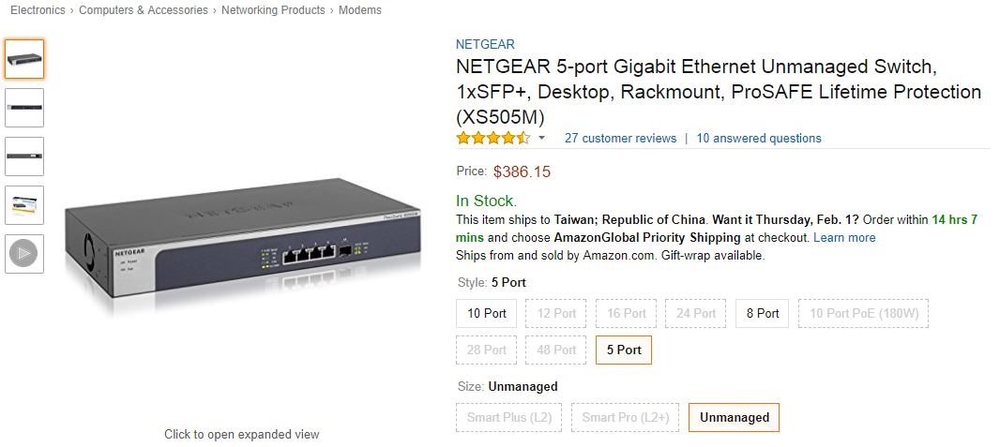 Electronics › Computers & Accessories › Networking Products › Modems
NETGEAR
NETGEAR 5-port Gigabit Ethernet Unmanaged Switch,
1xSFP+, Desktop, Rackmount, ProSAFE Lifetime Protection
(XS505M)
27 customer reviews | 10 answered questions
Price: $386.15
In Stock.
This item ships to Taiwan; Republic of China. Want it Thursday, Feb. 1? Order within 14 hrs 7
mins and choose AmazonGlobal Priority Shipping at checkout. Learn more
Ships from and sold by Amazon.com. Gift-wrap available.
Style: 5 Port
10 Port 12 Port 16 Port 24 Port 8 Port 10 Port PoE (180W)
28 Port 48 Port 5 Port
Size: Unmanaged
Smart Plus (L2) Smart Pro (L2+) Unmanaged
NETGEAR
NETGEAR
Power
Fan
Click to open expanded view